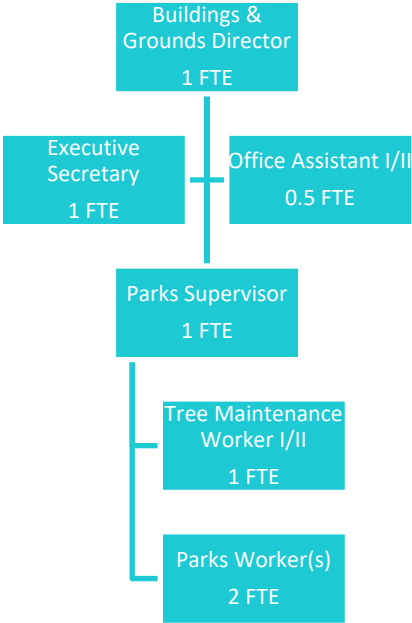 Buildings &
Grounds Director
1 FTE
Executive
Secretary
1 FTE
Office Assistant I/II
0.5 FTE
Parks Supervisor
1 FTE
Tree Maintenance
Worker I/II
1 FTE
Parks Worker(s)
2 FTE